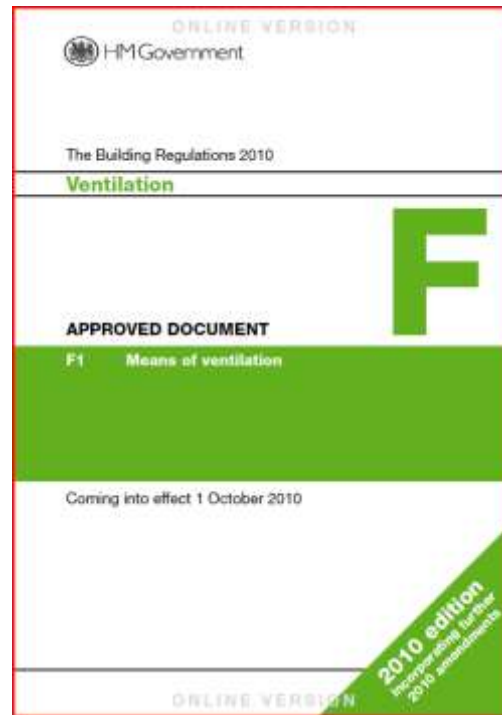 ONLINE VERSION
HM Government
The Building Regulations 2010
Ventilation
F
APPROVED DOCUMENT
F1 Means of ventilation
Coming into effect 1 October 2010
2010 edition
incorporating further
2010 amendments
ONLINE VERSION